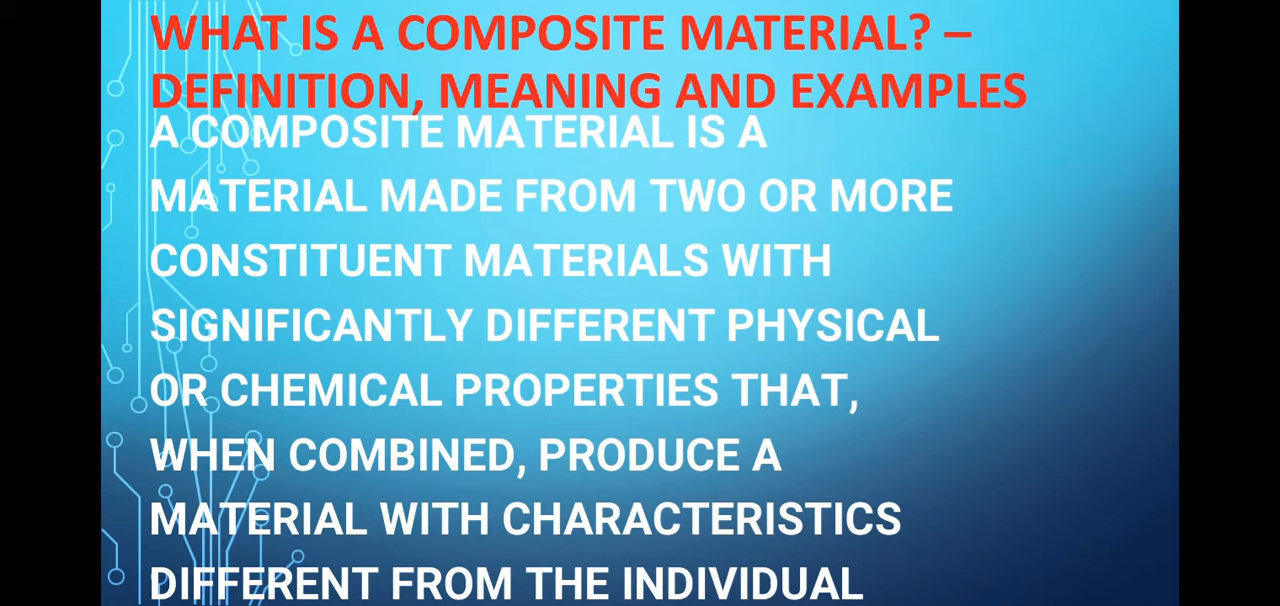 WHAT IS A COMPOSITE MATERIAL? –
DEFINITION, MEANING AND EXAMPLES
A COMPOSITE MATERIAL IS A
MATERIAL MADE FROM TWO OR MORE
CONSTITUENT MATERIALS WITH
SIGNIFICANTLY DIFFERENT PHYSICAL
OR CHEMICAL PROPERTIES THAT,
WHEN COMBINED, PRODUCE A
MATERIAL WITH CHARACTERISTICS
DIFFERENT FROM THE INDIVIDUAL